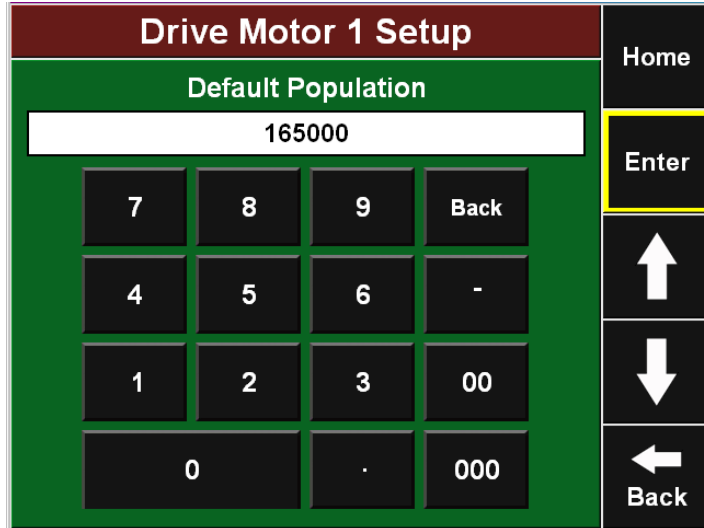 Drive Motor 1 Setup
Default Population
165000
7 8 9 Back
4 5 6 -
1 2 3 00
0 . 000
Home
Enter
Back